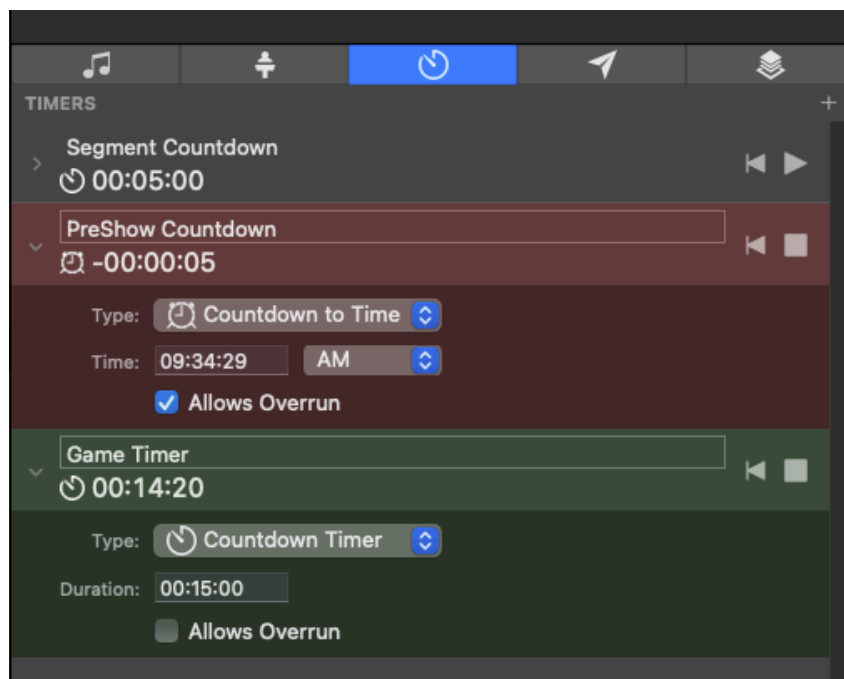 TIMERS
Segment Countdown
00:05:00
PreShow Countdown
-00:00:05
Type: Countdown to Time
Time: 09:34:29 AM
Allows Overrun
Game Timer
00:14:20
Type: Countdown Timer
Duration: 00:15:00
Allows Overrun